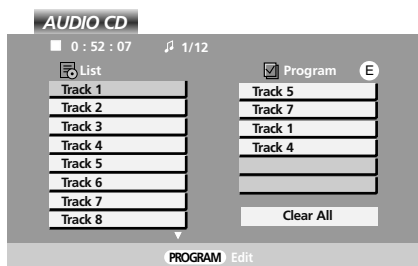 AUDIO CD
0 : 52 : 07 1/12
List
Track 1
Track 2
Track 3
Track 4
Track 5
Track 6
Track 7
Track 8
Program E
Track 5
Track 7
Track 1
Track 4
Clear All
PROGRAM Edit